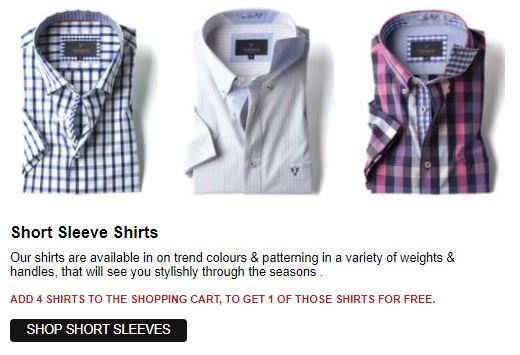 Short Sleeve Shirts
Our shirts are available in on trend colours & patterning in a variety of weights &
handles, that will see you stylishly through the seasons .
ADD 4 SHIRTS TO THE SHOPPING CART, TO GET 1 OF THOSE SHIRTS FOR FREE.
SHOP SHORT SLEEVES